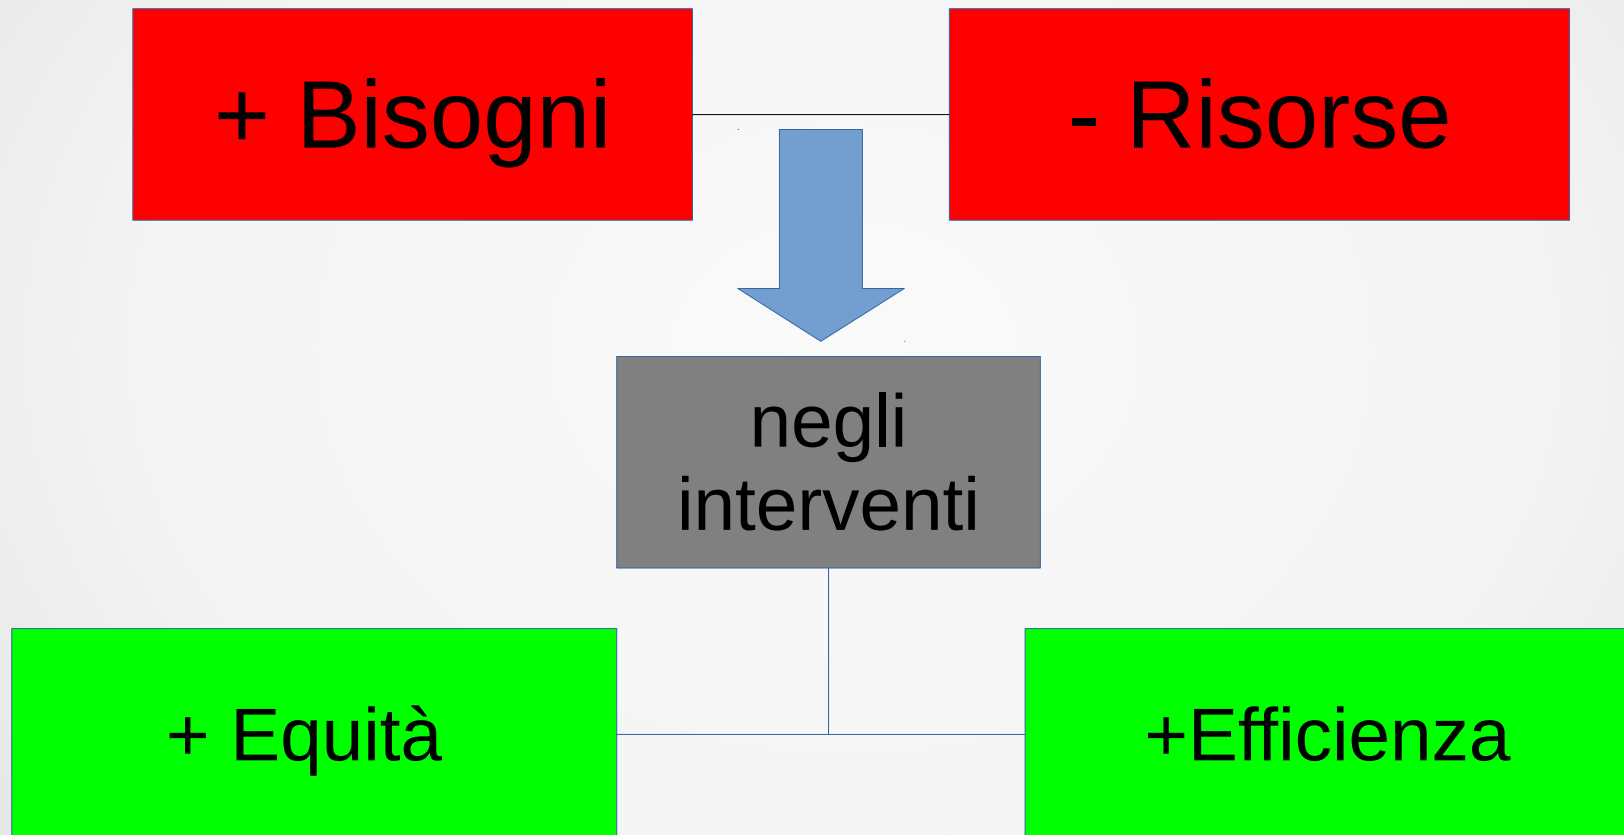 + Bisogni
- Risorse
negli
interventi
+ Equità
+Efficienza